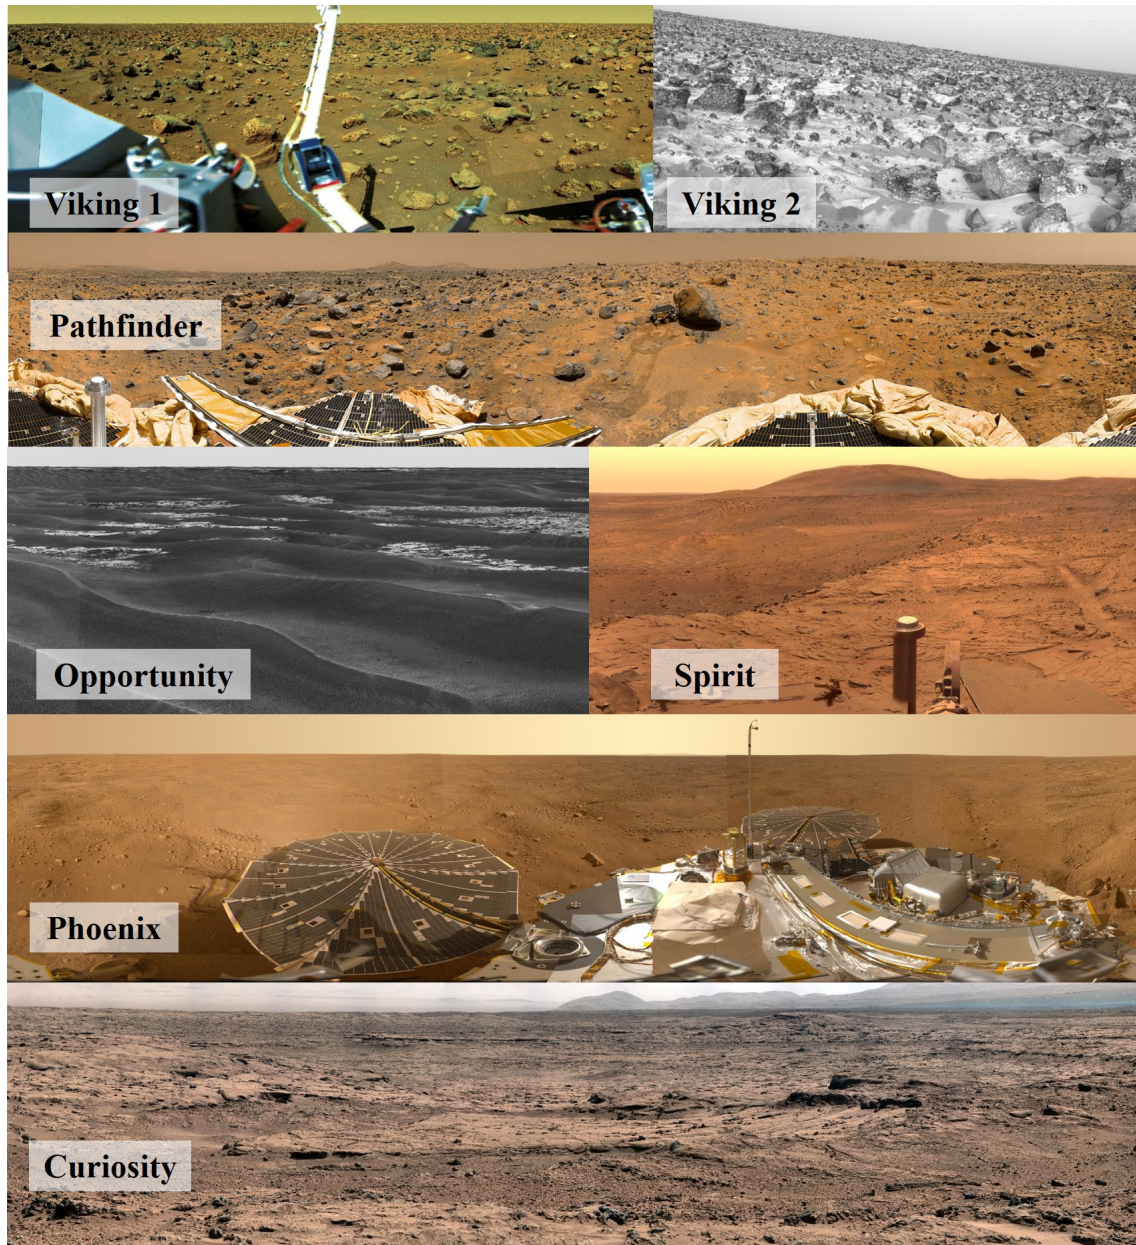 Viking 1
Viking 2
Pathfinder
Opportunity
Spirit
Phoenix
Curiosity